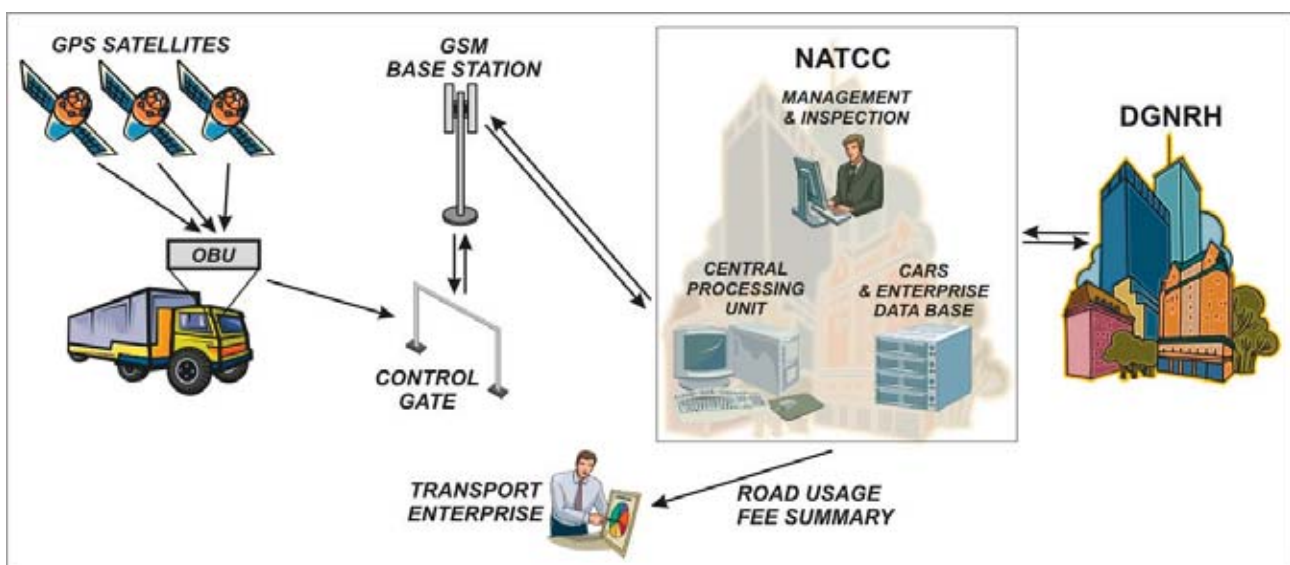 GPS SATELLITES
GSM
BASE STATION
NATCC
MANAGEMENT
& INSPECTION
DGNRH
OBU
CENTRAL
PROCESSING
UNIT
CARS
& ENTERPRISE
DATA BASE
CONTROL
GATE
TRANSPORT
ENTERPRISE
ROAD USAGE
FEE SUMMARY